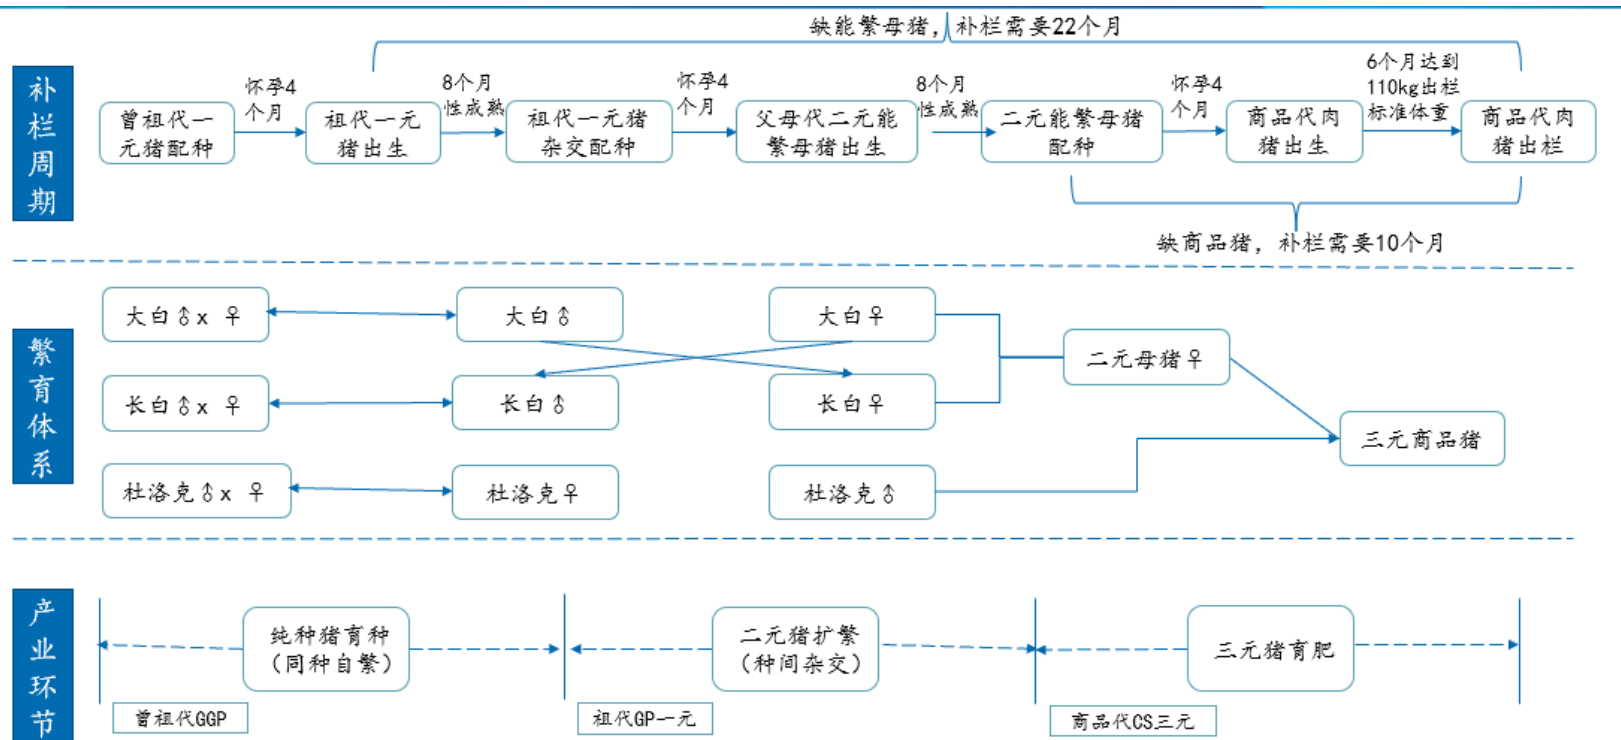 缺能繁母猪，补栏需要22个月
补栏周期
怀孕4
个月
8个月
性成熟
怀孕4
个月
8个月
性成熟
怀孕4
个月
6个月达到
110kg出栏
标准体重
曾祖代一
元猪配种
祖代一元
猪出生
祖代一元猪
杂交配种
父母代二元能
繁母猪出生
二元能繁母猪
配种
商品代肉
猪出生
商品代肉
猪出栏
缺商品猪，补栏需要10个月
繁育体系
大白♂x ♀
大白♂
大白♀
二元母猪♀
长白♂x ♀
长白♂
长白♀
三元商品猪
杜洛克♂x ♀
杜洛克♀
杜洛克♂
产业环节
纯种猪育种
（同种自繁）
二元猪扩繁
（种间杂交）
三元猪育肥
曾祖代GGP
祖代GP一元
商品代CS三元